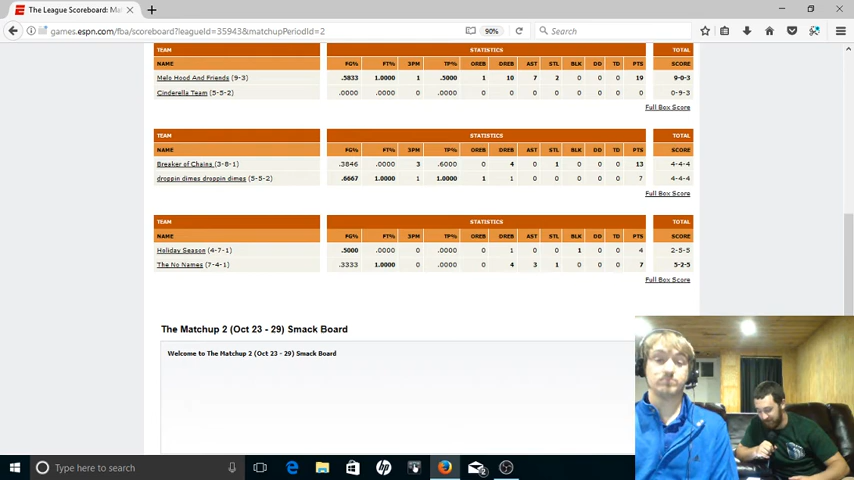 The League Scoreboard: Mat
games.espn.com/fba/scoreboard?leagueId=35943&matchupPeriodId=2
90%
Search
TEAM STATISTICS TOTAL
NAME FG% FT% 3PM TP% OREB DREB AST STL BLK DD TD PTS SCORE
Melo Hood And Friends (9-3) .5833 1.0000 1 .5000 1 10 7 2 0 0 0 19 9-0-3
Cinderella Team (5-5-2) .0000 .0000 0 .0000 0 0 0 0 0 0 0 0 0-9-3
Full Box Score
TEAM STATISTICS TOTAL
NAME FG% FT% 3PM TP% OREB DREB AST STL BLK DD TD PTS SCORE
Breaker of Chains (3-8-1) .3846 .0000 3 .6000 0 4 0 1 0 0 0 13 4-4-4
droppin dimes droppin dimes (5-5-2) .6667 1.0000 1 1.0000 1 1 0 0 0 0 0 7 4-4-4
Full Box Score
TEAM STATISTICS TOTAL
NAME FG% FT% 3PM TP% OREB DREB AST STL BLK DD TD PTS SCORE
Holiday Season (4-7-1) .5000 .0000 0 .0000 0 1 0 0 1 0 0 4 2-5-5
The No Names (7-4-1) .3333 1.0000 0 .0000 0 4 3 1 0 0 0 7 5-2-5
Full Box Score
The Matchup 2 (Oct 23 - 29) Smack Board
Welcome to The Matchup 2 (Oct 23 - 29) Smack Board
Type here to search